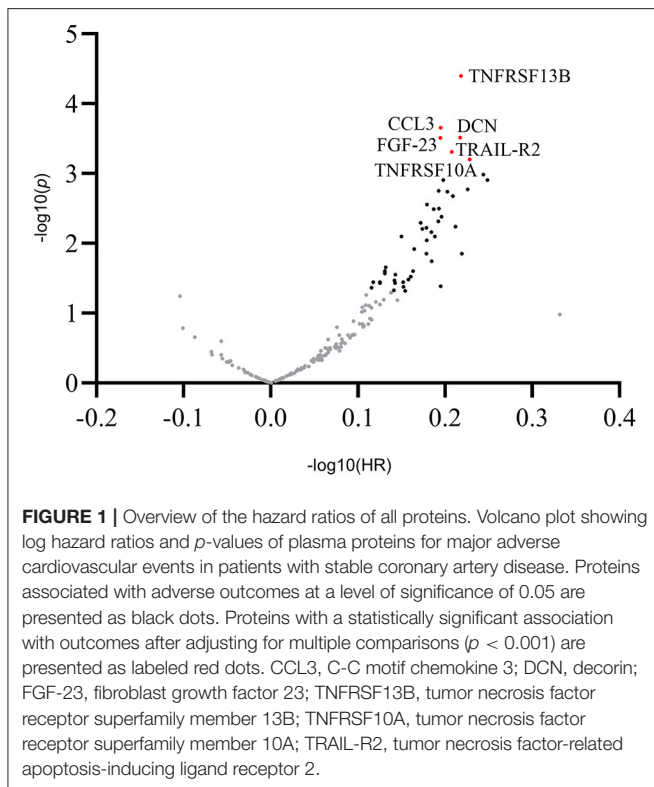 5
4
3
2
1
0
-log10(p)
TNFRSF13B
CCL3
DCN
FGF-23
TRAIL-R2
TNFRSF10A
-0.2
-0.1
0.0
0.1
0.2
0.3
0.4
-log10(HR)
FIGURE 1 | Overview of the hazard ratios of all proteins. Volcano plot showing
log hazard ratios and p-values of plasma proteins for major adverse
cardiovascular events in patients with stable coronary artery disease. Proteins
associated with adverse outcomes at a level of significance of 0.05 are
presented as black dots. Proteins with a statistically significant association
with outcomes after adjusting for multiple comparisons (p < 0.001) are
presented as labeled red dots. CCL3, C-C motif chemokine 3; DCN, decorin;
FGF-23, fibroblast growth factor 23; TNFRSF13B, tumor necrosis factor
receptor superfamily member 13B; TNFRSF10A, tumor necrosis factor
receptor superfamily member 10A; TRAIL-R2, tumor necrosis factor-related
apoptosis-inducing ligand receptor 2.